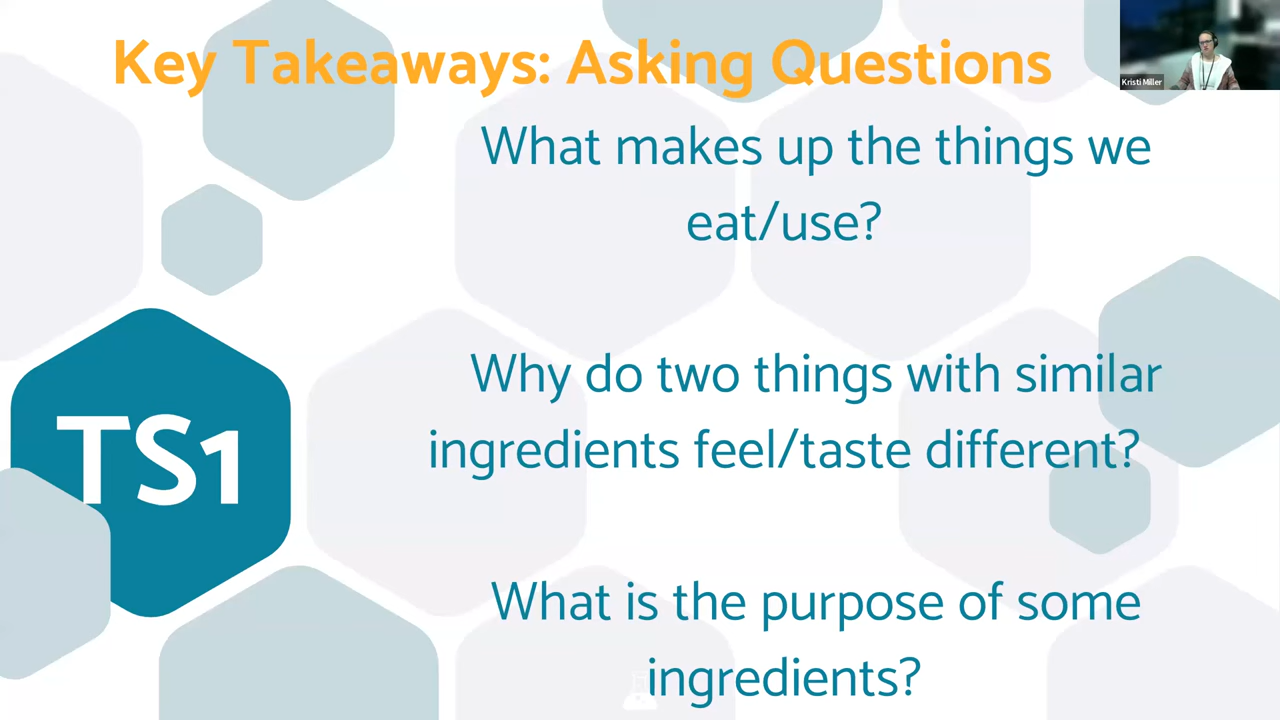 Key Takeaways: Asking Questions
Kristi Miller
What makes up the things we
eat/use?
Why do two things with similar
ingredients feel/taste different?
TS1
What is the purpose of some
ingredients?